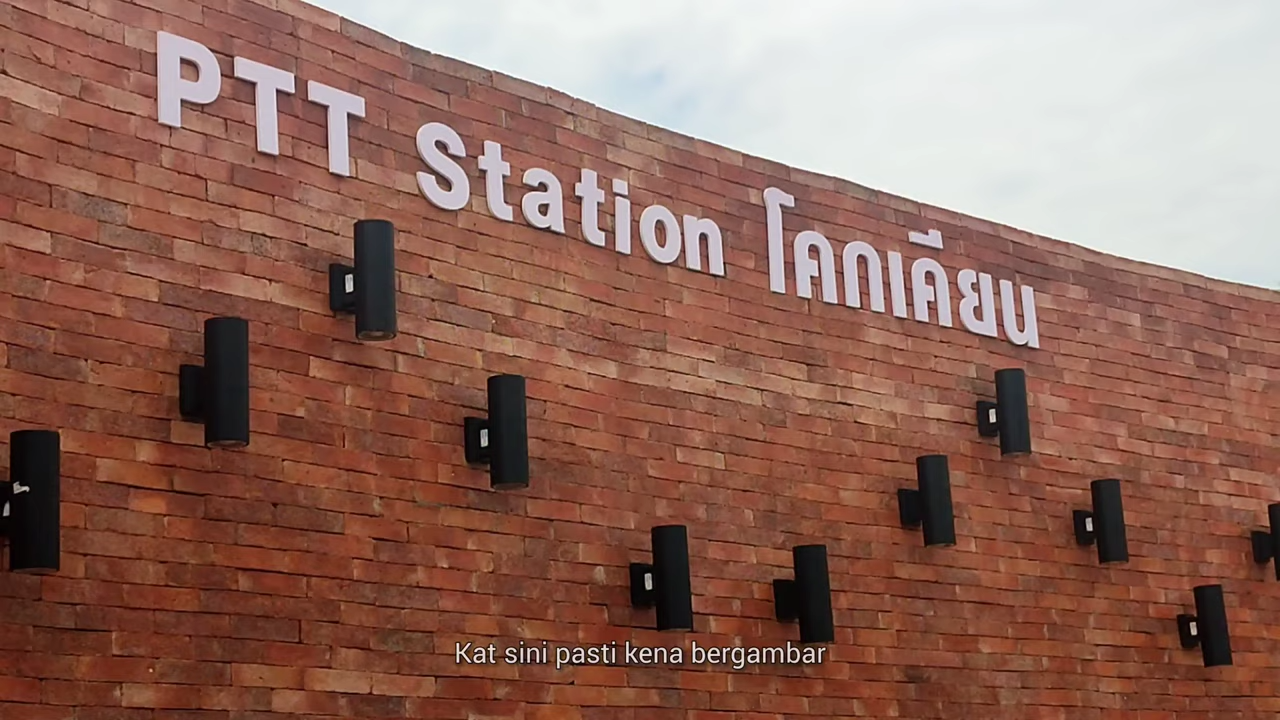 PTT Station โคกเคียน
Kat sini pasti kena bergambar